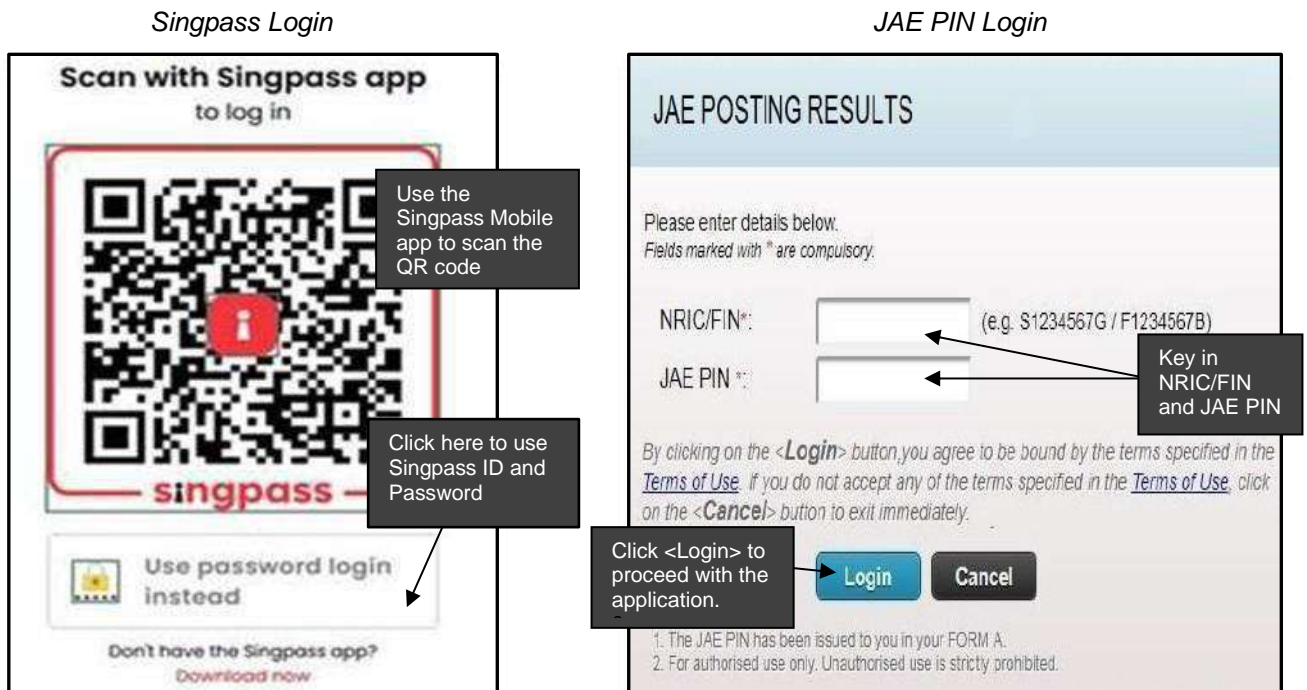 Singpass Login
Scan with Singpass app
to log in
Use the
Singpass Mobile
app to scan the
QR code
singpass
Click here to use
Singpass ID and
Password
Use password login
instead
Don't have the Singpass app?
Download now
JAE PIN Login
JAE POSTING RESULTS
Please enter details below.
Fields marked with * are compulsory.
NRIC/FIN*:
(e.g. S1234567G / F1234567B)
JAE PIN *:
Key in
NRIC/FIN
and JAE PIN
By clicking on the <Login> button,you agree to be bound by the terms specified in the
Terms of Use. If you do not accept any of the terms specified in the Terms of Use, click
on the <Cancel> button to exit immediately.
Click <Login> to
proceed with the
application.
Login
Cancel
1. The JAE PIN has been issued to you in your FORM A.
2. For authorised use only. Unauthorised use is strictly prohibited.